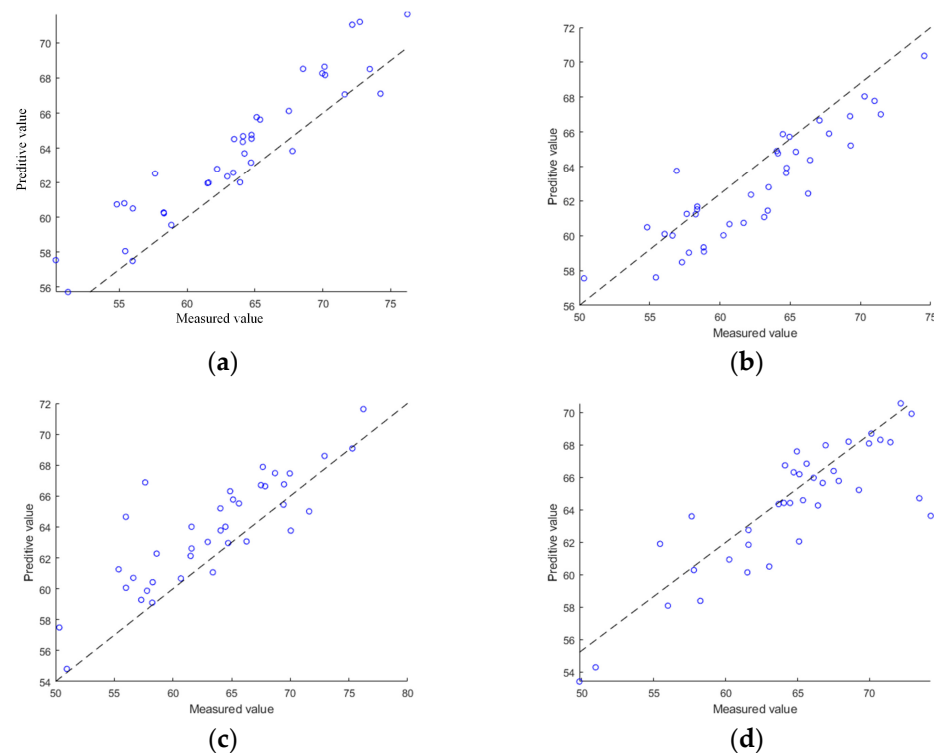 70
68
66
64
62
60
58
56
Preditive value
55 60 65 70 75
Measured value
(a)
72
70
68
66
64
62
60
58
56
Preditive value
50 55 60 65 70 75
Measured value
(b)
72
70
68
66
64
62
60
58
56
54
Preditive value
50 55 60 65 70 75 80
Measured value
(c)
70
68
66
64
62
60
58
56
54
Preditive value
50 55 60 65 70
Measured value
(d)